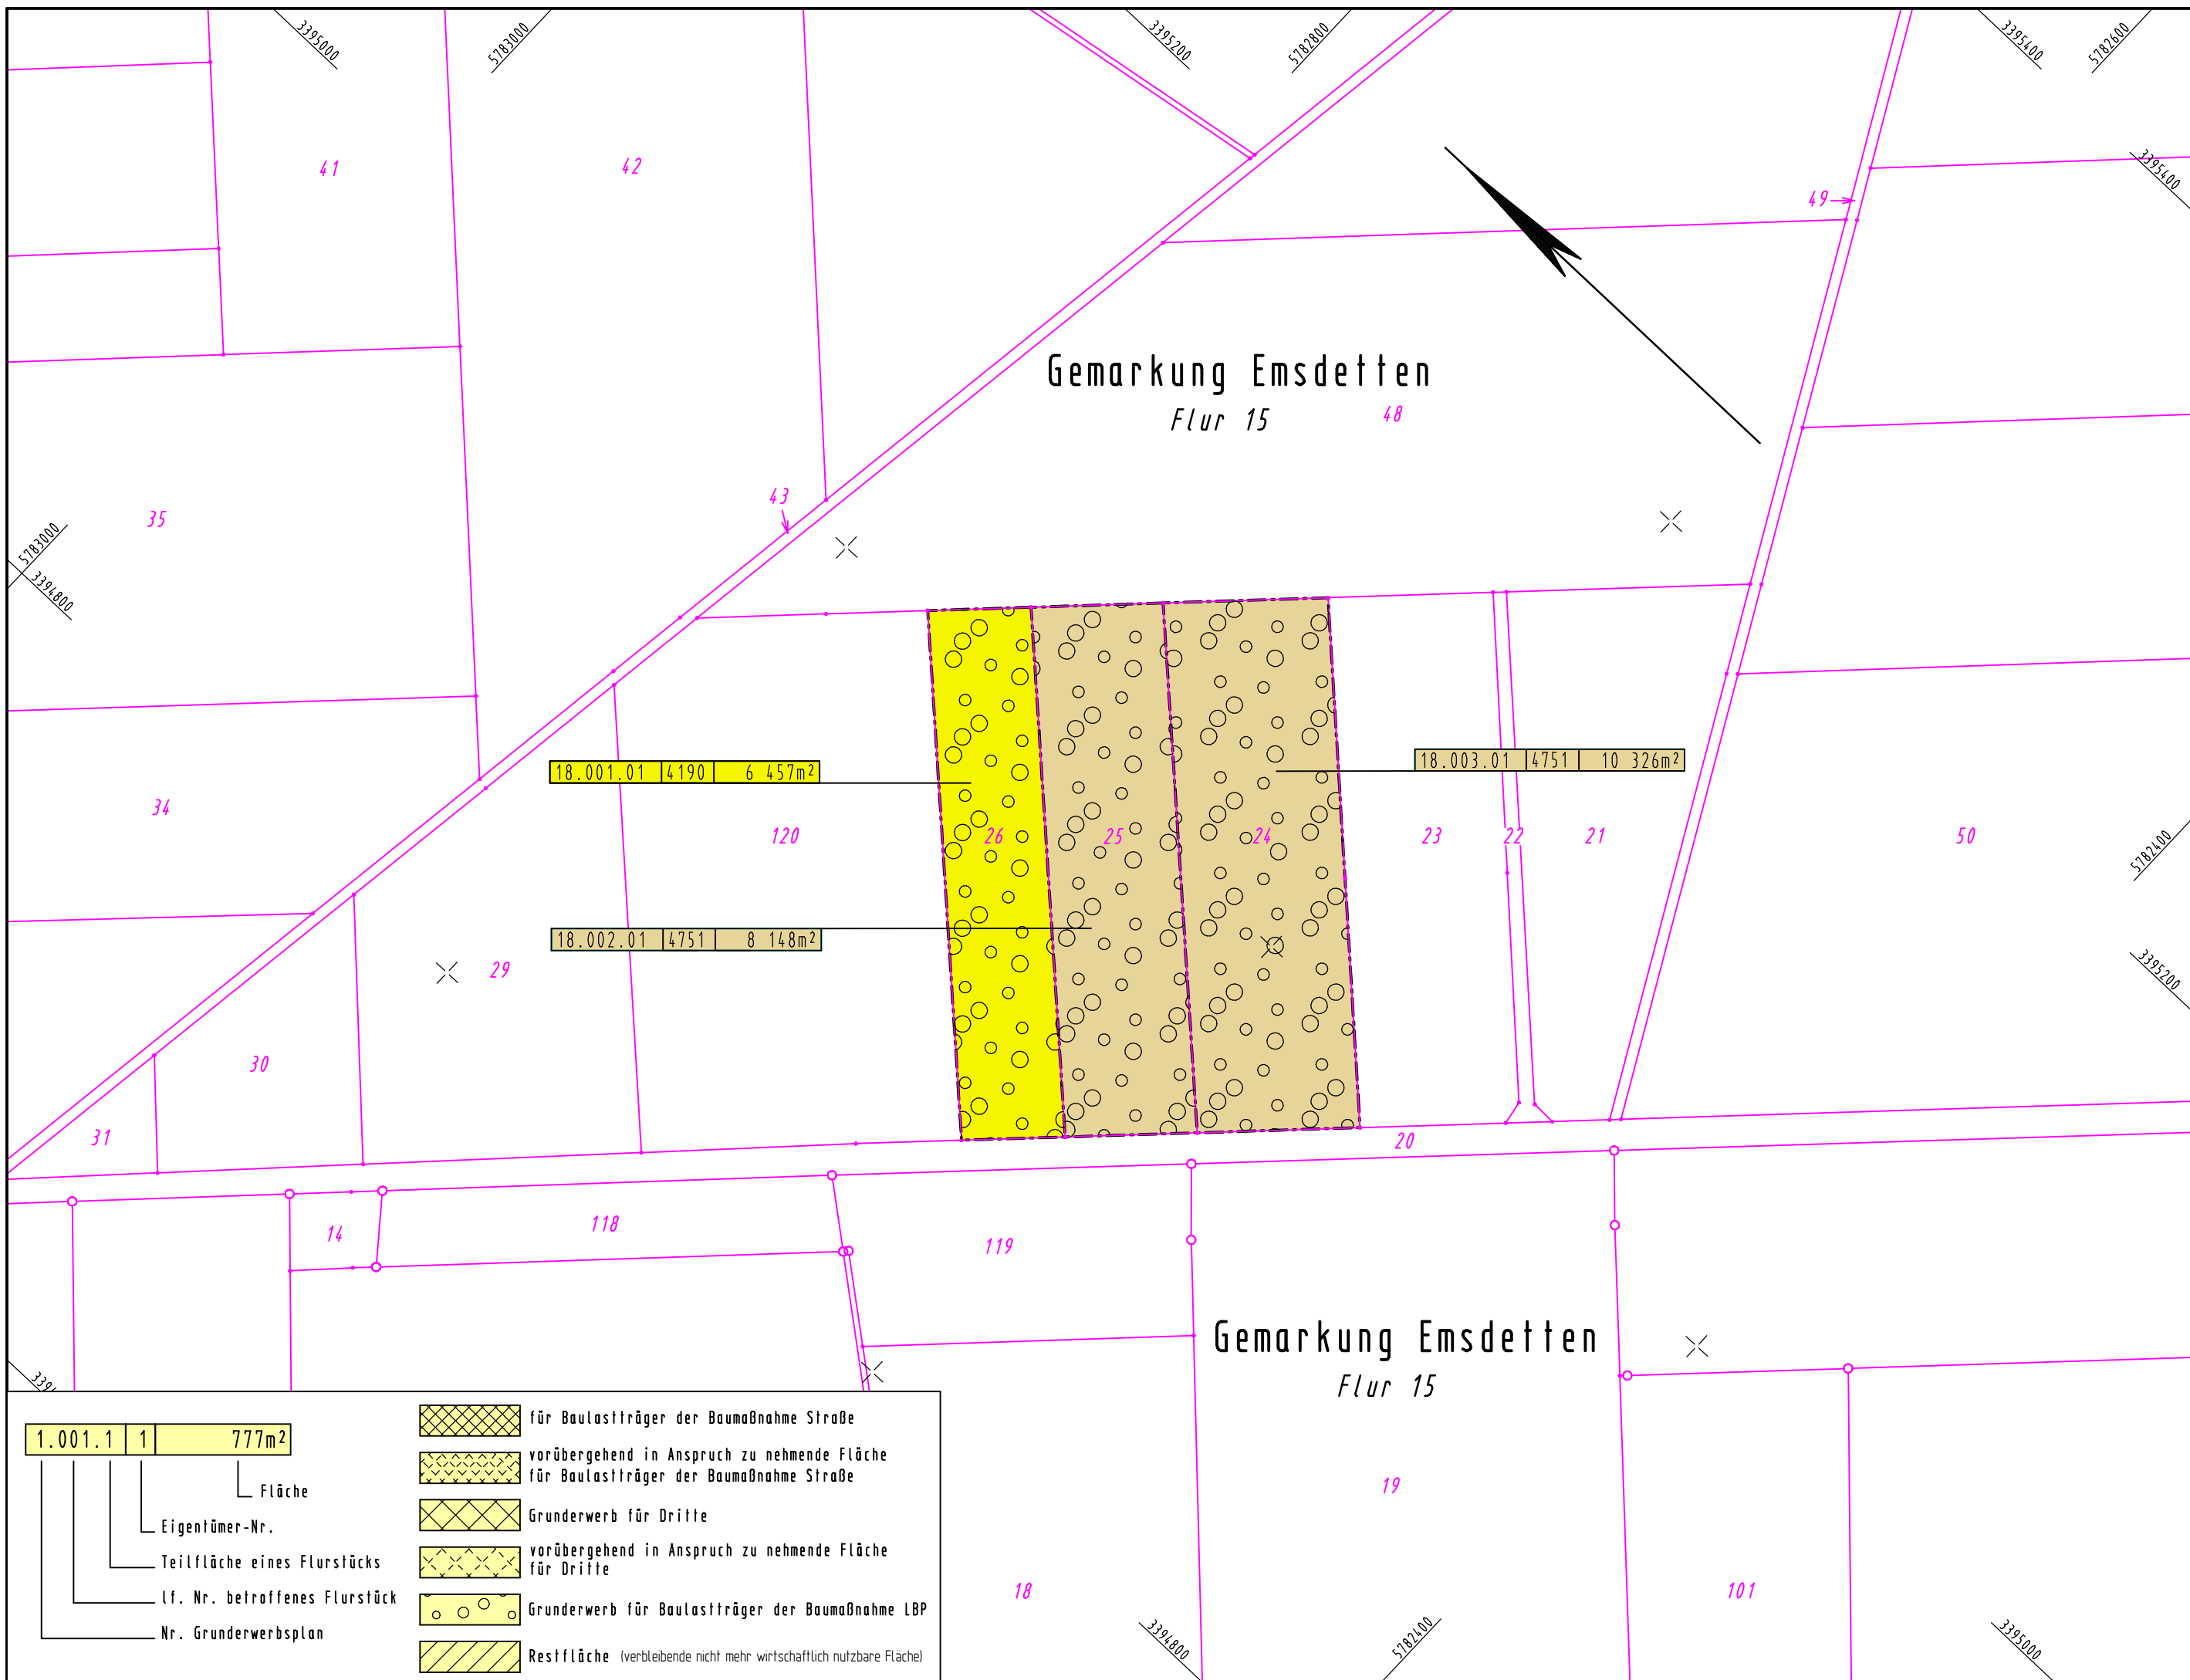 3395000
5783000
3395200
5782800
3395400
5782600
41
42
49
3395400
Gemarkung Emsdetten
Flur 15
48
43
35
5783000
3394800
18.001.01 4190 6 457m²
18.003.01 4751 10 326m²
34
120
26
25
24
23
22
21
50
5782400
18.002.01 4751 8 148m²
29
3395200
30
31
20
14
118
119
Gemarkung Emsdetten
Flur 15
19
18
101
3394800
5782400
3395000
1.001.1 1 777m²
Fläche
Eigentümer-Nr.
Teilfläche eines Flurstücks
lf. Nr. betroffenes Flurstück
Nr. Grunderwerbsplan
für Baulastträger der Baumaßnahme Straße
vorübergehend in Anspruch zu nehmende Fläche
für Baulastträger der Baumaßnahme Straße
Grunderwerb für Dritte
vorübergehend in Anspruch zu nehmende Fläche
für Dritte
Grunderwerb für Baulastträger der Baumaßnahme LBP
Restfläche (verbleibende nicht mehr wirtschaftlich nutzbare Fläche)